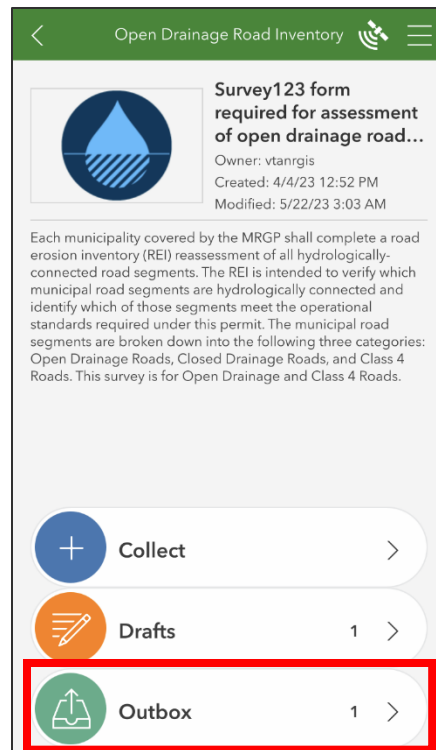 Open Drainage Road Inventory
Survey123 form
required for assessment
of open drainage road...
Owner: vtanrgis
Created: 4/4/23 12:52 PM
Modified: 5/22/23 3:03 AM
Each municipality covered by the MRGP shall complete a road
erosion inventory (REI) reassessment of all hydrologically-
connected road segments. The REI is intended to verify which
municipal road segments are hydrologically connected and
identify which of those segments meet the operational
standards required under this permit. The municipal road
segments are broken down into the following three categories:
Open Drainage Roads, Closed Drainage Roads, and Class 4
Roads. This survey is for Open Drainage and Class 4 Roads.
Collect
Drafts 1
Outbox 1